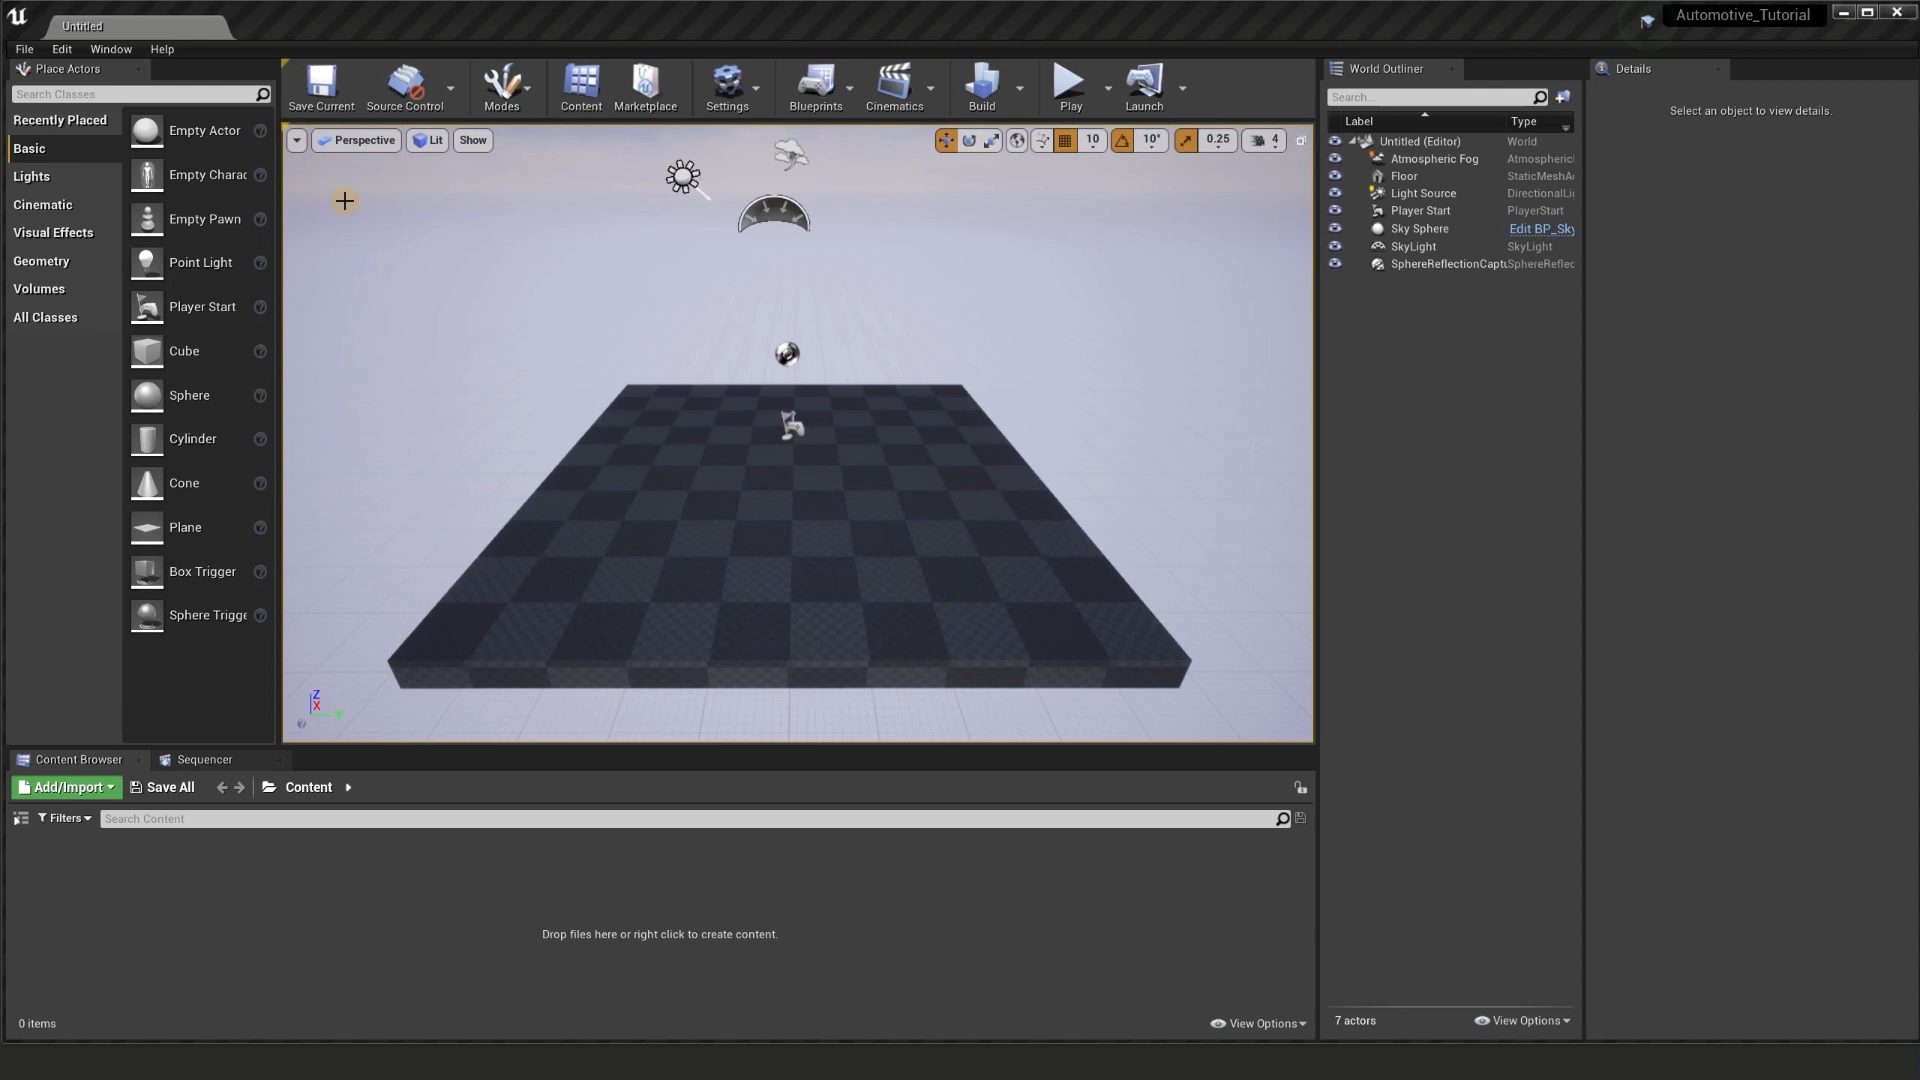 Untitled
Automotive_Tutorial
File Edit Window Help
Place Actors
Search Classes
Recently Placed
Basic
Lights
Cinematic
Visual Effects
Geometry
Volumes
All Classes
Empty Actor
Empty Charac
Empty Pawn
Point Light
Player Start
Cube
Sphere
Cylinder
Cone
Plane
Box Trigger
Sphere Trigge
Save Current
Source Control
Modes
Content
Marketplace
Settings
Blueprints
Cinematics
Build
Play
Launch
Perspective
Lit
Show
10
10°
0.25
4
Z
X
World Outliner
Search...
Label Type
Untitled (Editor) World
Atmospheric Fog Atmospheric
Floor StaticMeshA
Light Source DirectionalLi
Player Start PlayerStart
Sky Sphere Edit BP_Sky
SkyLight SkyLight
SphereReflectionCaptu SphereReflec
7 actors
View Options
Details
Select an object to view details.
Content Browser
Sequencer
Add/Import
Save All
Content
Filters
Search Content
Drop files here or right click to create content.
0 items
View Options